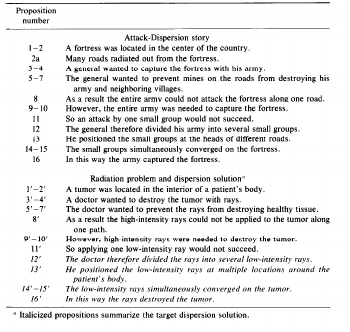 Proposition
number
Attack-Dispersion story
1–2 A fortress was located in the center of the country.
2a Many roads radiated out from the fortress.
3–4 A general wanted to capture the fortress with his army.
5–7 The general wanted to prevent mines on the roads from destroying his
army and neighboring villages.
8 As a result the entire army could not attack the fortress along one road.
9–10 However, the entire army was needed to capture the fortress.
11 So an attack by one small group would not succeed.
12 The general therefore divided his army into several small groups.
13 He positioned the small groups at the heads of different roads.
14–15 The small groups simultaneously converged on the fortress.
16 In this way the army captured the fortress.
Radiation problem and dispersion solutionᵃ
1'–2' A tumor was located in the interior of a patient's body.
3'–4' A doctor wanted to destroy the tumor with rays.
5'–7' The doctor wanted to prevent the rays from destroying healthy tissue.
8' As a result the high-intensity rays could not be applied to the tumor along
one path.
9'–10' However, high-intensity rays were needed to destroy the tumor.
11' So applying one low-intensity ray would not succeed.
12' The doctor therefore divided the rays into several low-intensity rays.
13' He positioned the low-intensity rays at multiple locations around the
patient's body.
14'–15' The low-intensity rays simultaneously converged on the tumor.
16' In this way the rays destroyed the tumor.
ᵃ Italicized propositions summarize the target dispersion solution.